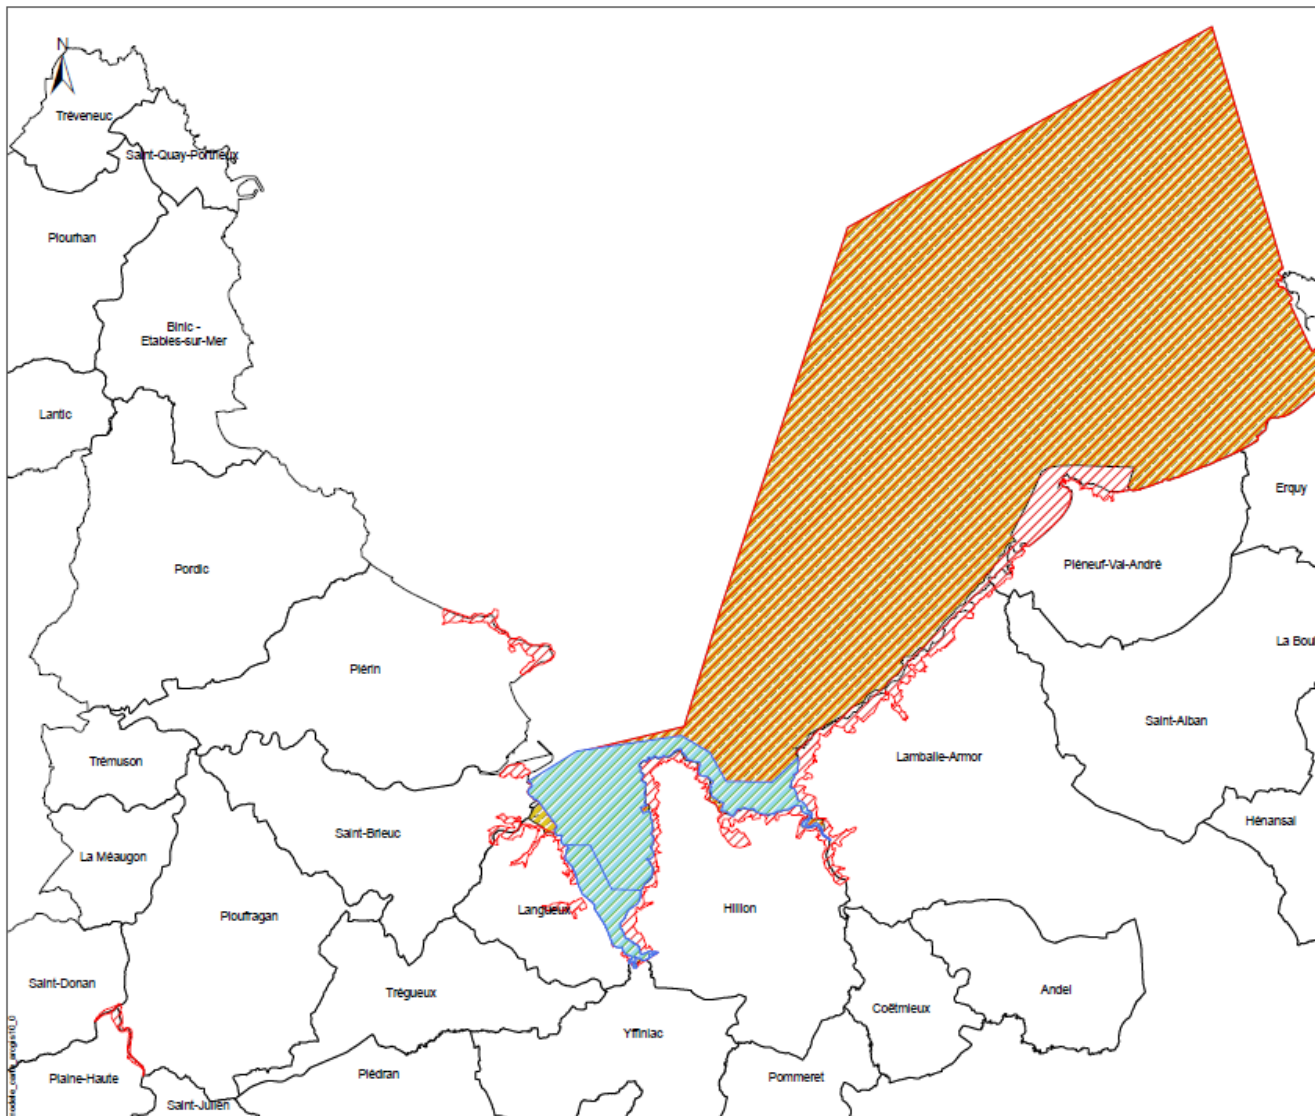 N
Tréveneuc
Saint-Quay-Portrieux
Plourhan
Binic -
Etables-sur-Mer
Lantic
Erquy
Pordic
Pléneuf-Val-André
Plérin
La Boui
Saint-Alban
Trémuson
Lamballe-Armor
Hénansal
Saint-Brieuc
La Méaugon
Ploufragan
Langueux
Hillion
Saint-Donan
Trégueux
Andel
Coëtmieux
Yffiniac
Plédran
Plaine-Haute
Pommeret
Saint-Julien